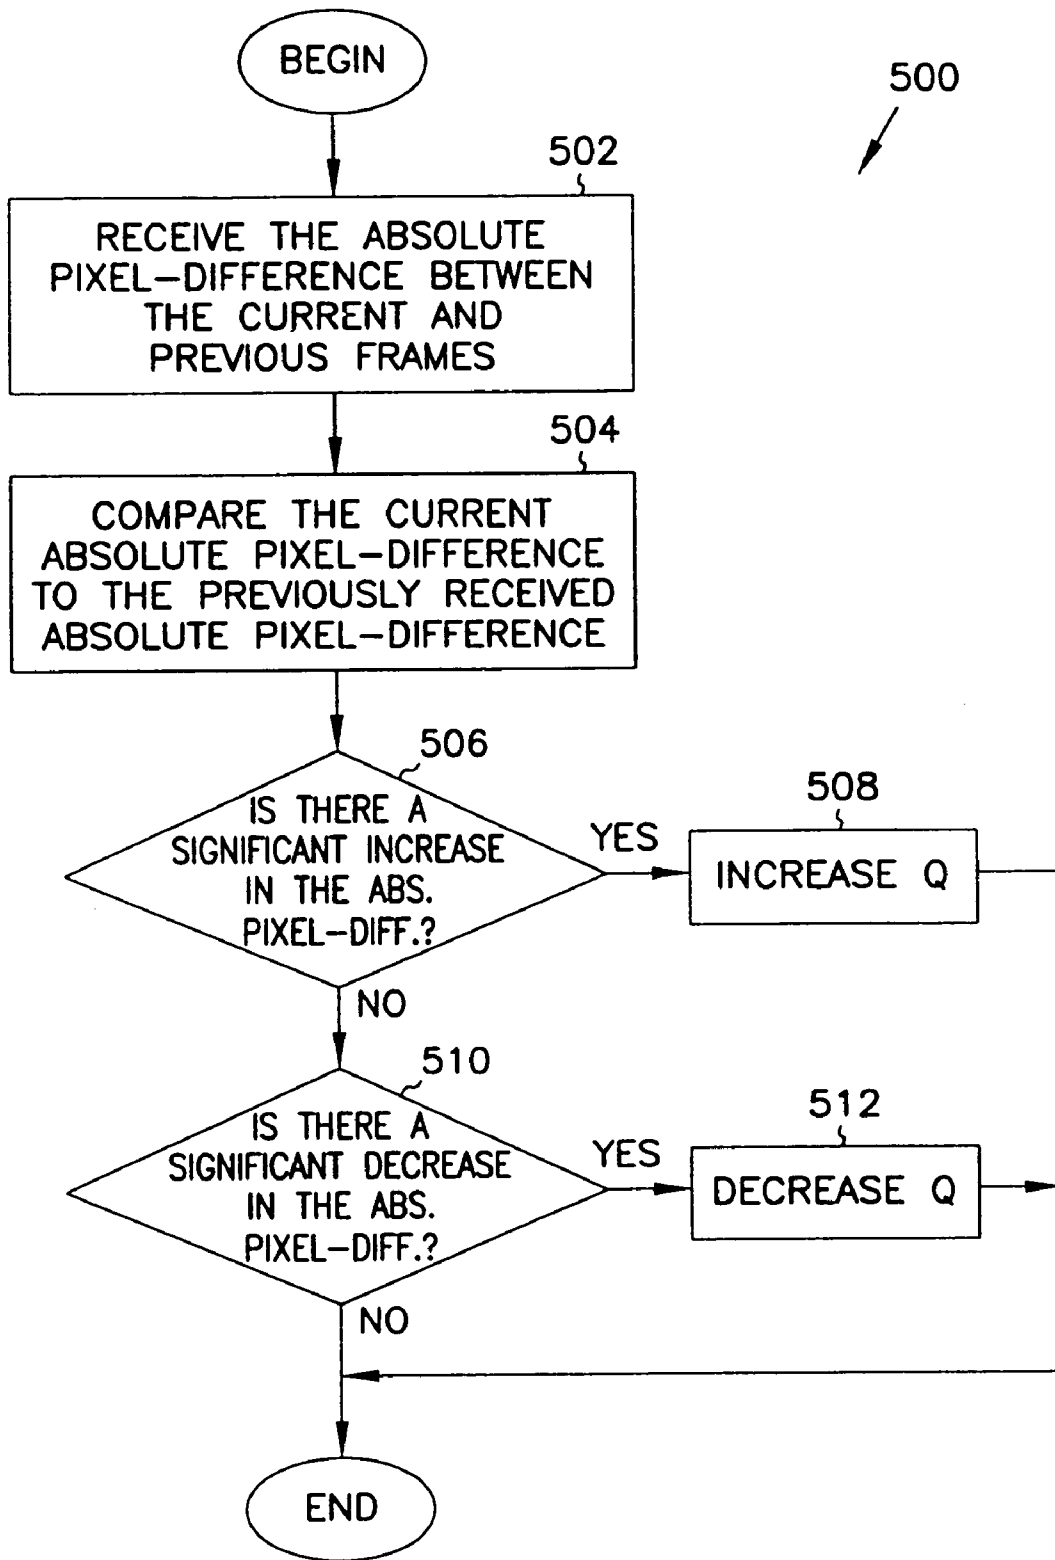 BEGIN
500
502
RECEIVE THE ABSOLUTE
PIXEL-DIFFERENCE BETWEEN
THE CURRENT AND
PREVIOUS FRAMES
504
COMPARE THE CURRENT
ABSOLUTE PIXEL-DIFFERENCE
TO THE PREVIOUSLY RECEIVED
ABSOLUTE PIXEL-DIFFERENCE
506
IS THERE A
SIGNIFICANT INCREASE
IN THE ABS.
PIXEL-DIFF.?
YES
508
INCREASE Q
NO
510
IS THERE A
SIGNIFICANT DECREASE
IN THE ABS.
PIXEL-DIFF.?
YES
512
DECREASE Q
NO
END